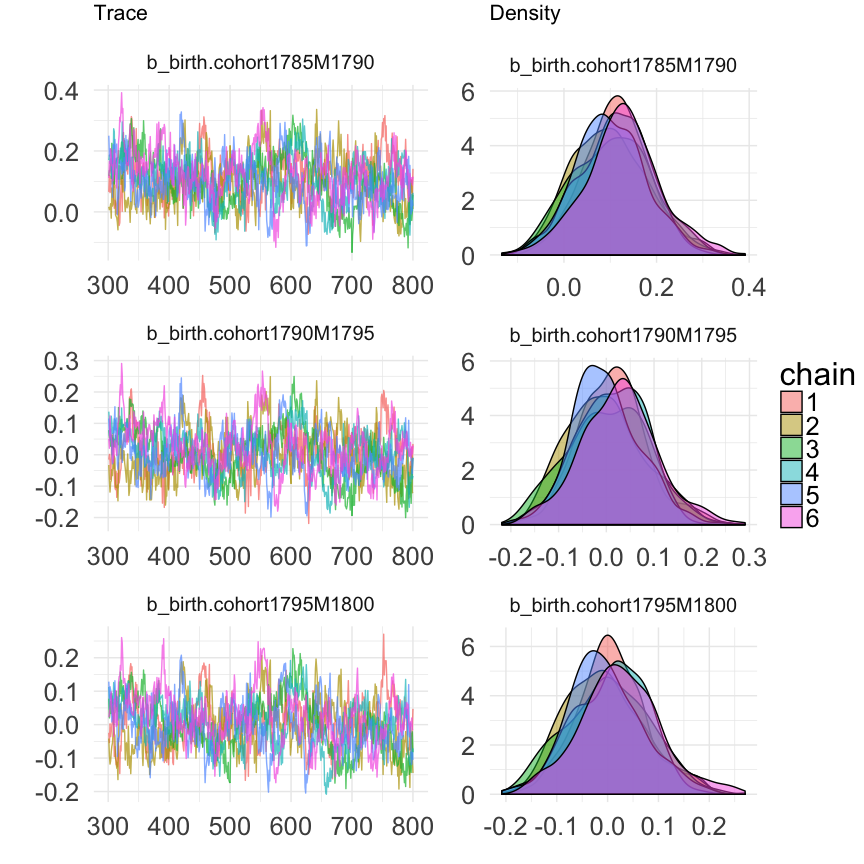 Trace
Density
b_birth.cohort1785M1790
b_birth.cohort1785M1790
0.4
0.2
0.0
300 400 500 600 700 800
6
4
2
0
0.0 0.2 0.4
b_birth.cohort1790M1795
b_birth.cohort1790M1795
0.3
0.2
0.1
0.0
-0.1
-0.2
300 400 500 600 700 800
6
4
2
0
-0.2 -0.1 0.0 0.1 0.2 0.3
chain
1
2
3
4
5
6
b_birth.cohort1795M1800
b_birth.cohort1795M1800
0.2
0.1
0.0
-0.1
-0.2
300 400 500 600 700 800
6
4
2
0
-0.2 -0.1 0.0 0.1 0.2